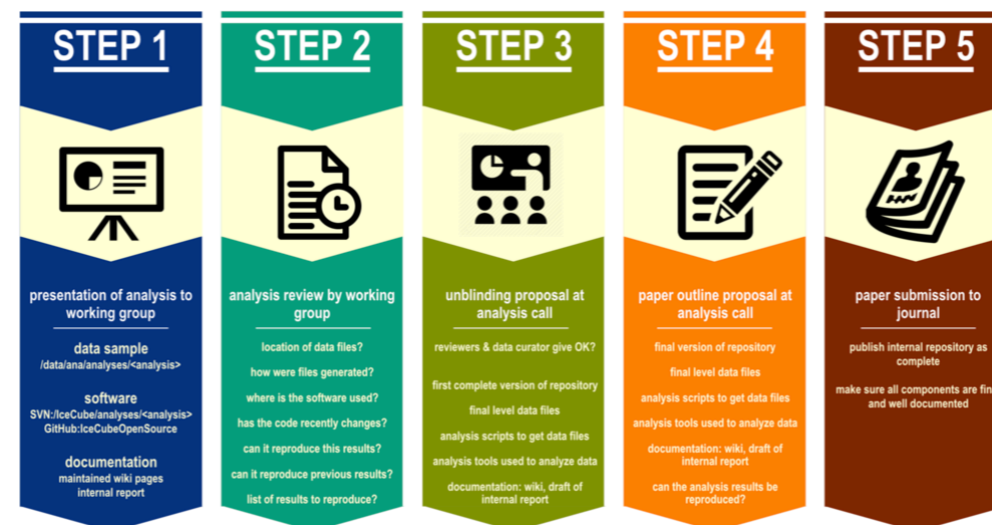 STEP 1
presentation of analysis to
working group
data sample
/data/ana/analyses/<analysis>
software
SVN:/IceCube/analyses/<analysis>
GitHub:IceCubeOpenSource
documentation
maintained wiki pages
internal report
STEP 2
analysis review by working
group
location of data files?
how were files generated?
where is the software used?
has the code recently changes?
can it reproduce this results?
can it reproduce previous results?
list of results to reproduce?
STEP 3
unblinding proposal at
analysis call
reviewers & data curator give OK?
first complete version of repository
final level data files
analysis scripts to get data files
analysis tools used to analyze data
documentation: wiki, draft of
internal report
STEP 4
paper outline proposal at
analysis call
final version of repository
final level data files
analysis scripts to get data files
analysis tools used to analyze data
documentation: wiki, draft of
internal report
can the analysis results be
reproduced?
STEP 5
paper submission to
journal
publish internal repository as
complete
make sure all components are fin
and well documented